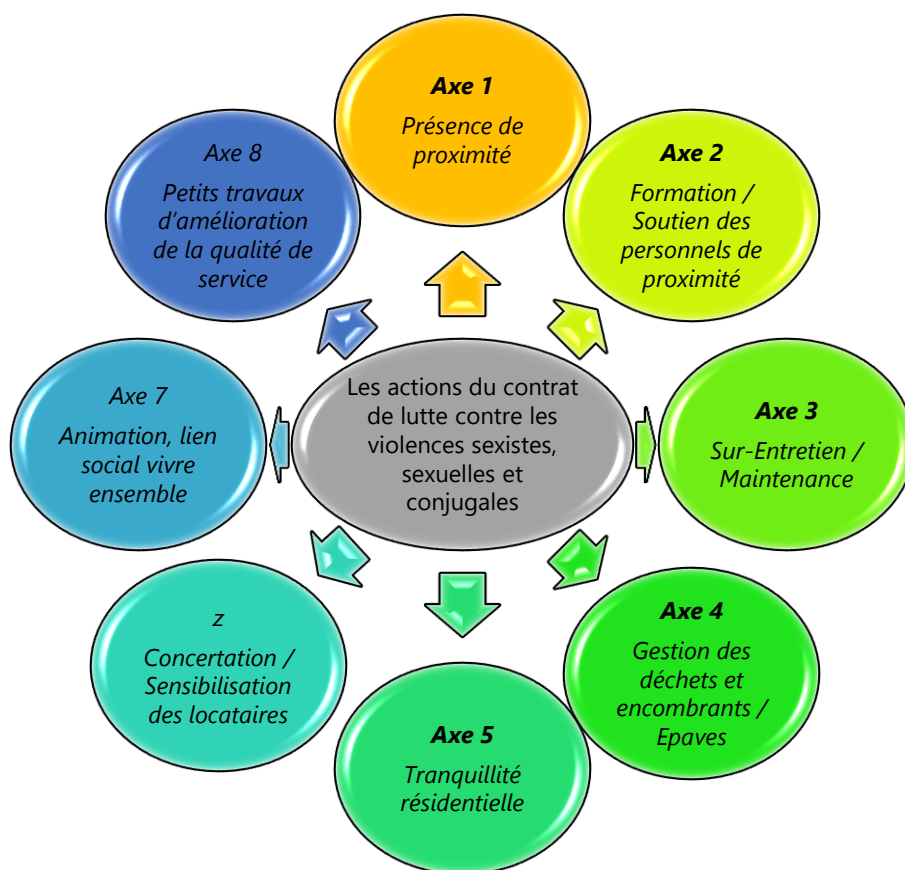 Axe 1
Présence de
proximité
Axe 2
Formation /
Soutien des
personnels de
proximité
Axe 3
Sur-Entretien /
Maintenance
Axe 4
Gestion des
déchets et
encombrants /
Epaves
Axe 5
Tranquillité
résidentielle
z
Concertation /
Sensibilisation
des locataires
Axe 7
Animation, lien
social vivre
ensemble
Axe 8
Petits travaux
d'amélioration
de la qualité de
service
Les actions du contrat
de lutte contre les
violences sexistes,
sexuelles et
conjugales